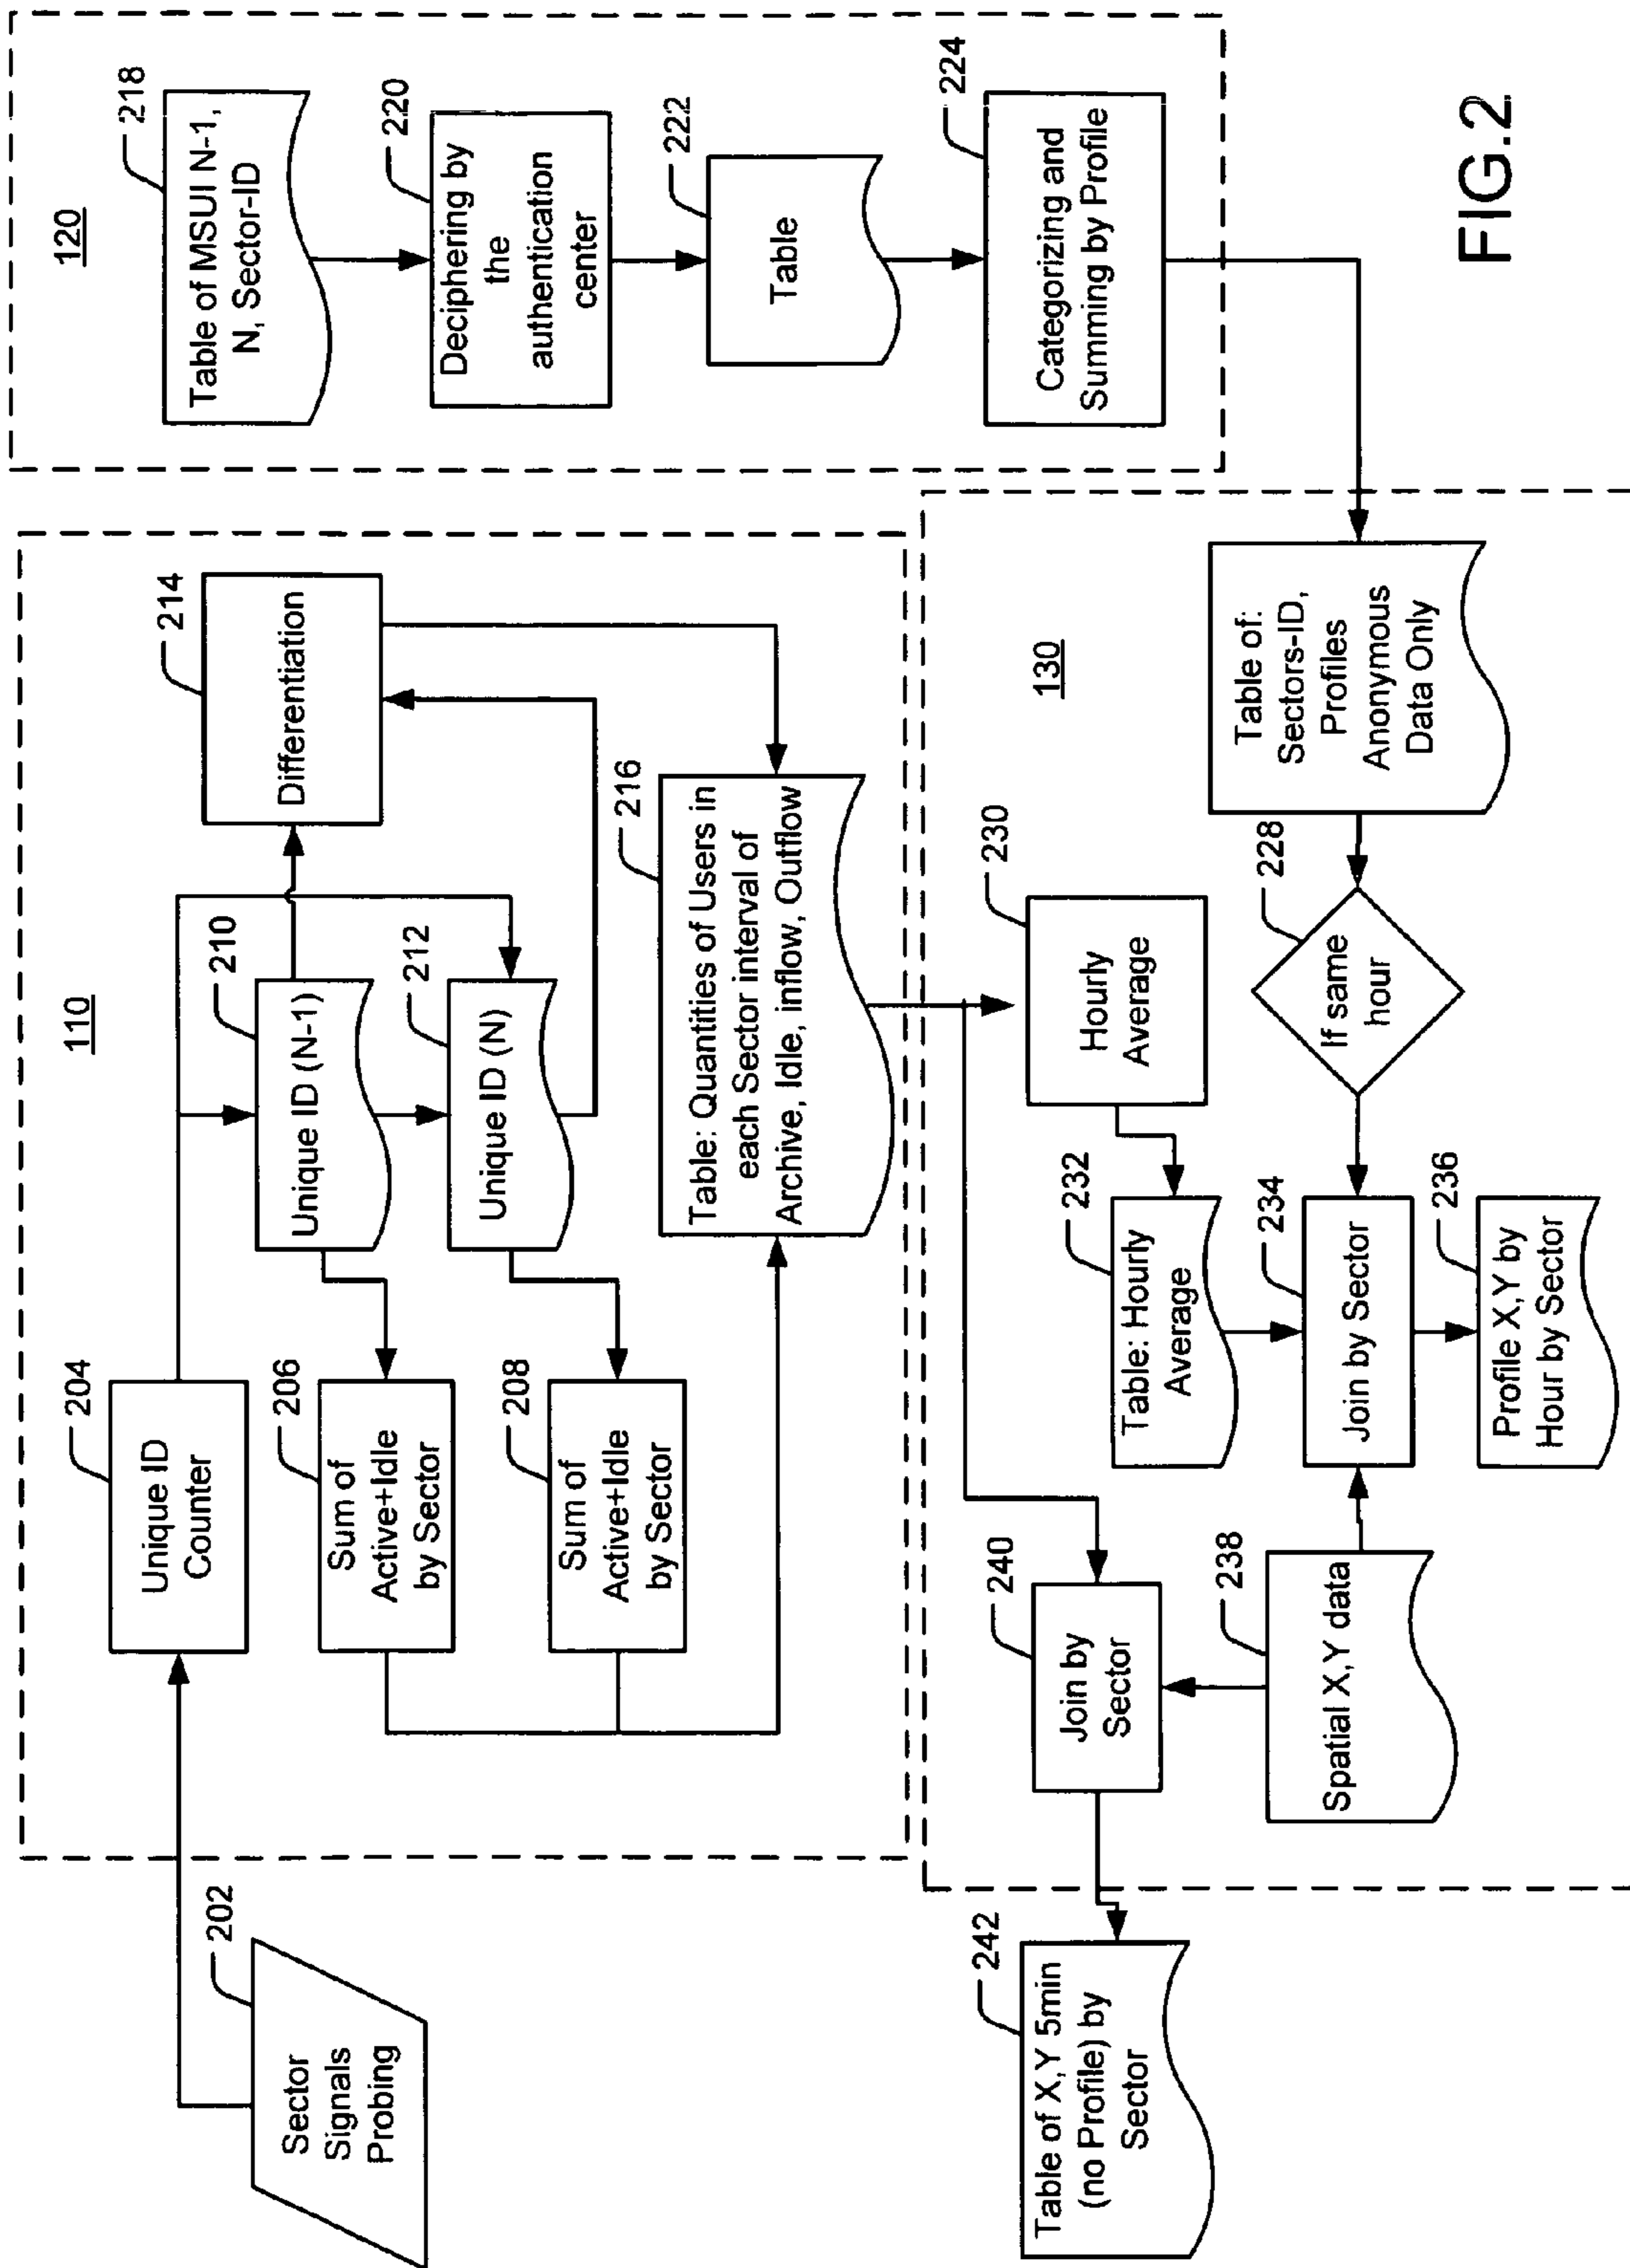 202
Sector
Signals
Probing
110
204
Unique ID
Counter
206
Sum of
Active+Idle
by Sector
208
Sum of
Active+Idle
by Sector
210
Unique ID (N-1)
212
Unique ID (N)
214
Differentiation
216
Table: Quantities of Users in
each Sector interval of
Archive, Idle, inflow, Outflow
120
218
Table of MSUI N-1,
N, Sector-ID
220
Deciphering by
the
authentication
center
222
Table
224
Categorizing and
Summing by Profile
130
Table of:
Sectors-ID,
Profiles
Anonymous
Data Only
228
If same
hour
230
Hourly
Average
232
Table: Hourly
Average
234
Join by Sector
236
Profile X,Y by
Hour by Sector
238
Spatial X,Y data
240
Join by
Sector
242
Table of X,Y 5min
(no Profile) by
Sector
FIG.2